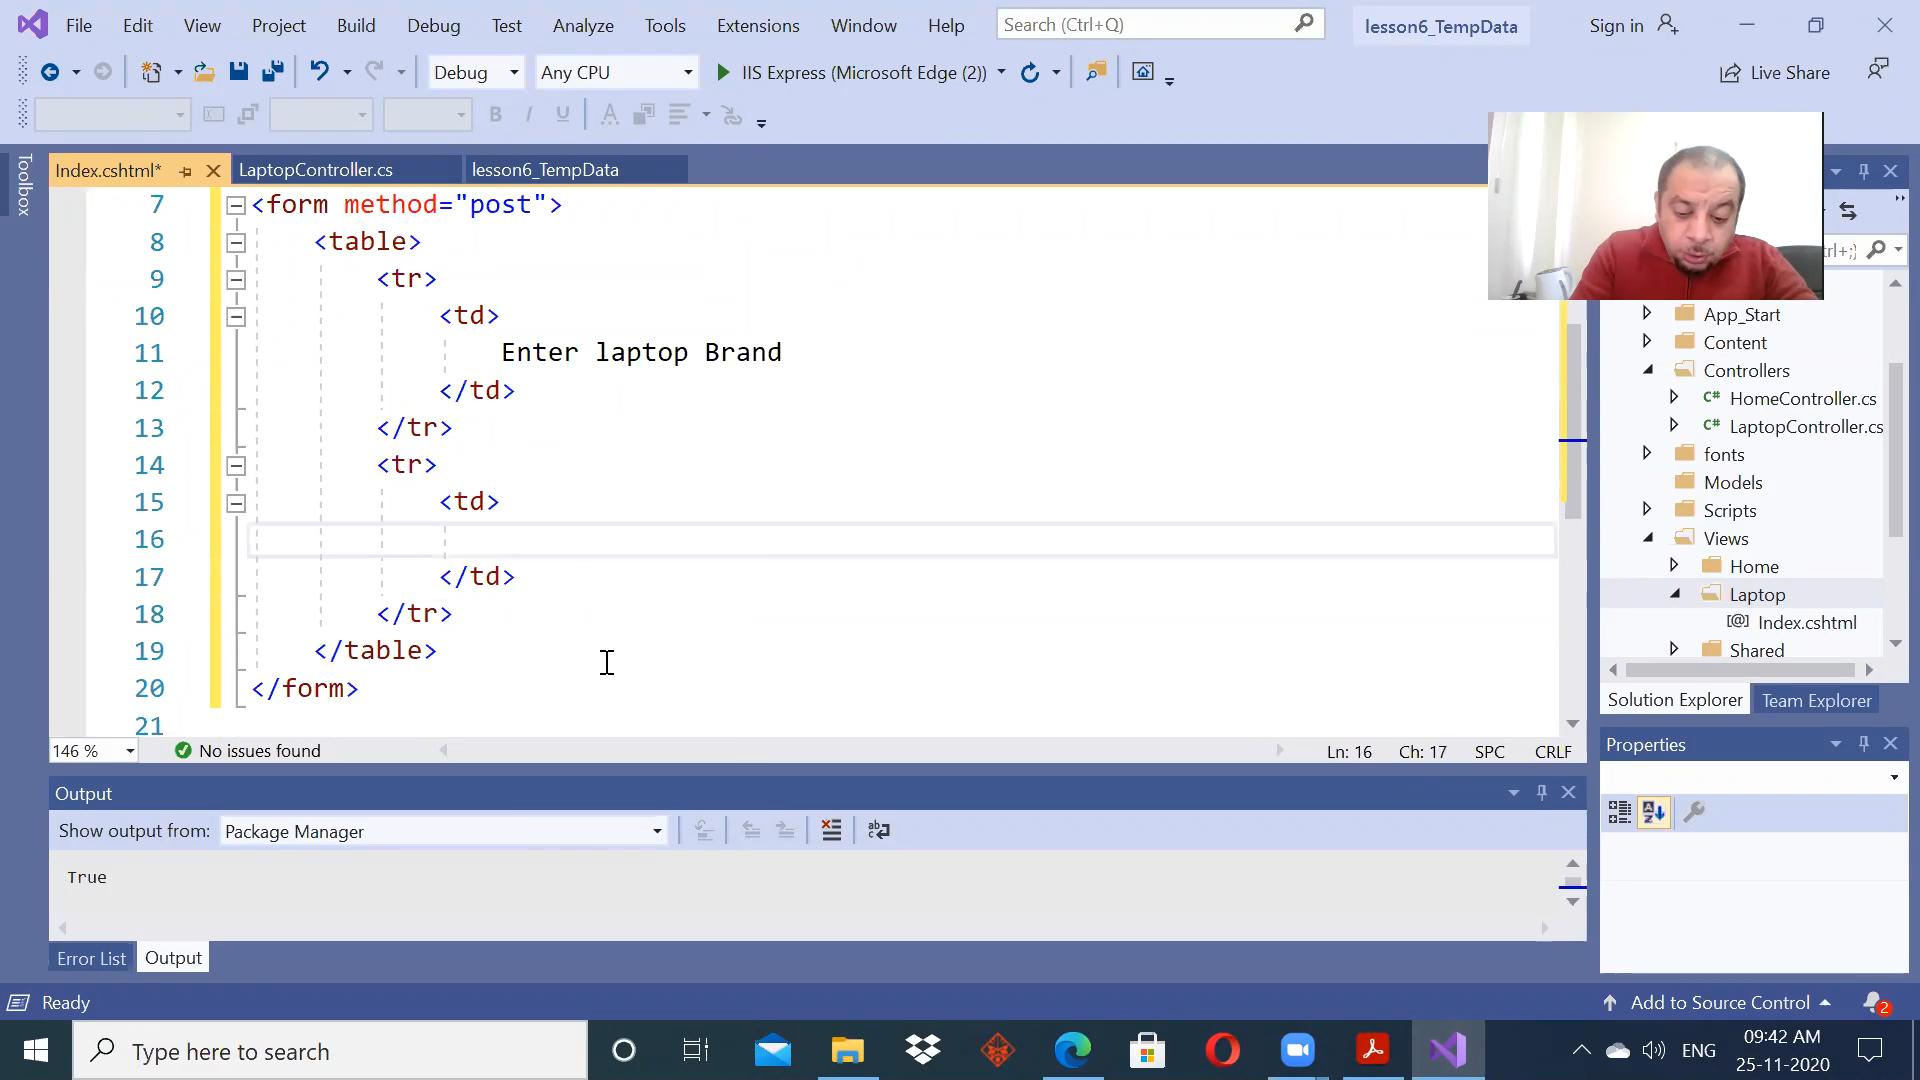 File Edit View Project Build Debug Test Analyze Tools Extensions Window Help Search (Ctrl+Q) lesson6_TempData Sign in
Debug Any CPU IIS Express (Microsoft Edge (2)) Live Share
Toolbox
Index.cshtml* LaptopController.cs lesson6_TempData
7 <form method="post">
8 <table>
9 <tr>
10 <td>
11 Enter laptop Brand
12 </td>
13 </tr>
14 <tr>
15 <td>
16
17 </td>
18 </tr>
19 </table>
20 </form>
21
146 % No issues found Ln: 16 Ch: 17 SPC CRLF
trl+;)
App_Start
Content
Controllers
C# HomeController.cs
C# LaptopController.cs
fonts
Models
Scripts
Views
Home
Laptop
[@] Index.cshtml
Shared
Solution Explorer Team Explorer
Properties
Output
Show output from: Package Manager
True
Error List Output
Ready Add to Source Control 2
Type here to search
ENG
09:42 AM
25-11-2020